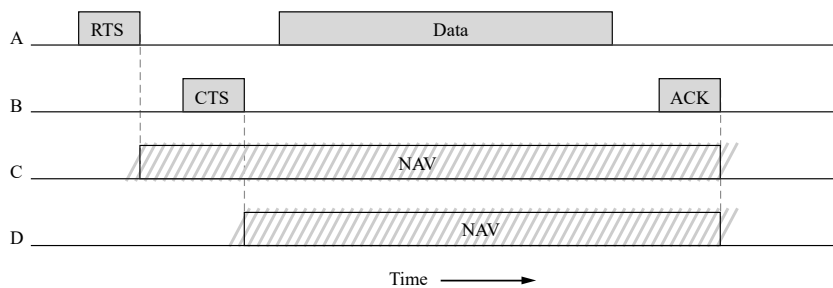 A RTS Data
B CTS ACK
C NAV
D NAV
Time